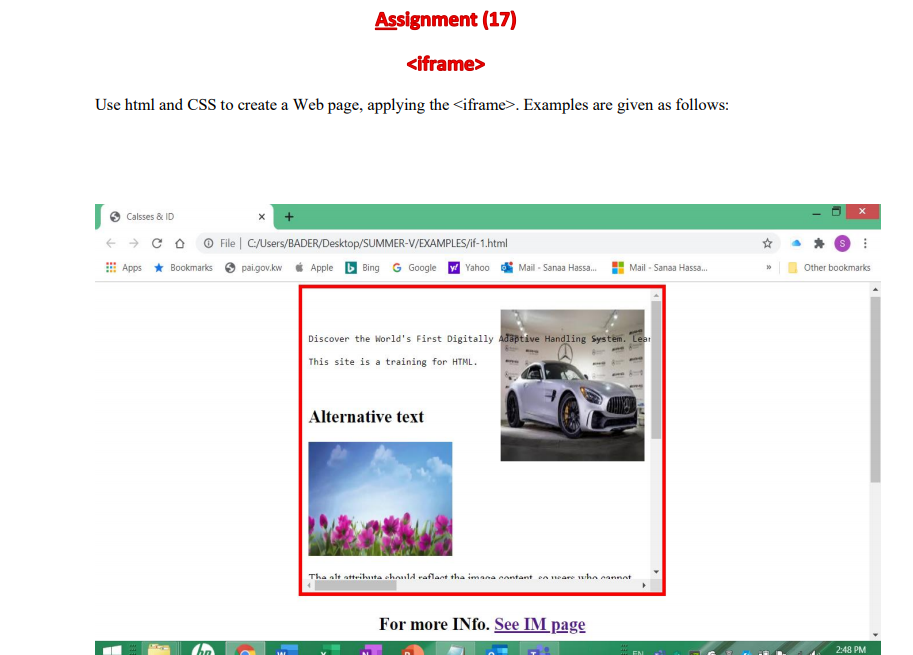 Assignment (17)
<iframe>
Use html and CSS to create a Web page, applying the <iframe>. Examples are given as follows:
Calsses & ID
File | C:/Users/BADER/Desktop/SUMMER-V/EXAMPLES/if-1.html
S
Apps Bookmarks pai.gov.kw Apple Bing Google Yahoo Mail - Sanaa Hassa... Mail - Sanaa Hassa... » Other bookmarks
Discover the World's First Digitally Adaptive Handling System. Lear
This site is a training for HTML.
Alternative text
The alt attribute should reflect the image content, so users who cannot
For more INfo. See IM page
EN
2:48 PM